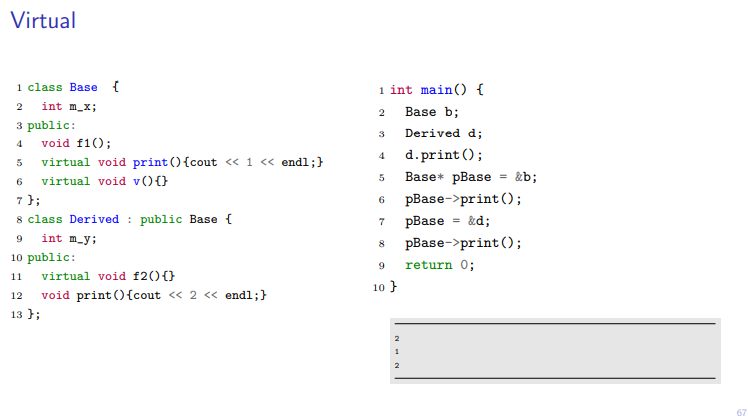 Virtual
1 class Base {
2 int m_x;
3 public:
4 void f1();
5 virtual void print(){cout << 1 << endl;}
6 virtual void v(){}
7 };
8 class Derived : public Base {
9 int m_y;
10 public:
11 virtual void f2(){}
12 void print(){cout << 2 << endl;}
13 };
1 int main() {
2 Base b;
3 Derived d;
4 d.print();
5 Base* pBase = &b;
6 pBase->print();
7 pBase = &d;
8 pBase->print();
9 return 0;
10 }
2
1
2
67